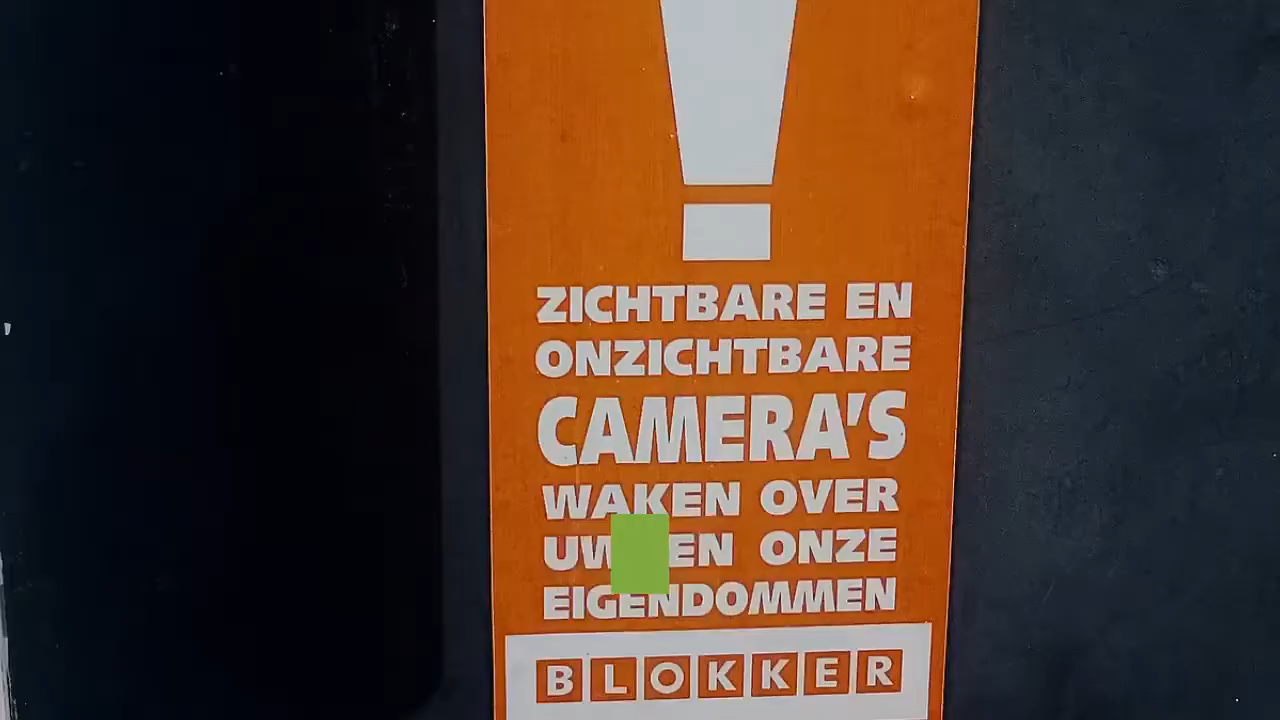 !
ZICHTBARE EN
ONZICHTBARE
CAMERA'S
WAKEN OVER
UW EN ONZE
EIGENDOMMEN
BLOKKER